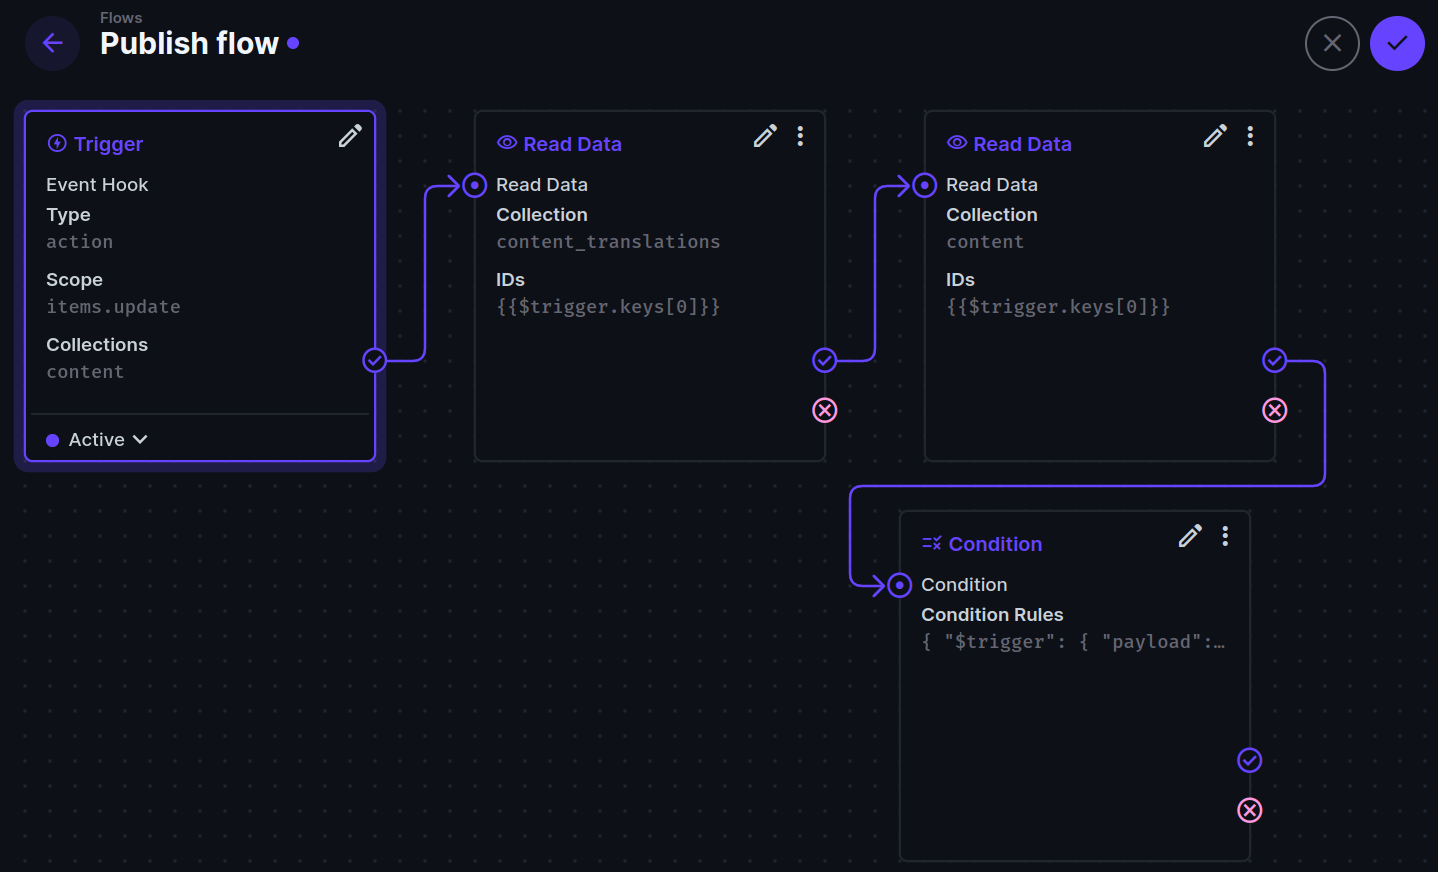 Flows
Publish flow
Trigger
Event Hook
Type
action
Scope
items.update
Collections
content
Active
Read Data
Read Data
Collection
content_translations
IDs
{{$trigger.keys[0]}}
Read Data
Read Data
Collection
content
IDs
{{$trigger.keys[0]}}
Condition
Condition
Condition Rules
{ "$trigger": { "payload":…